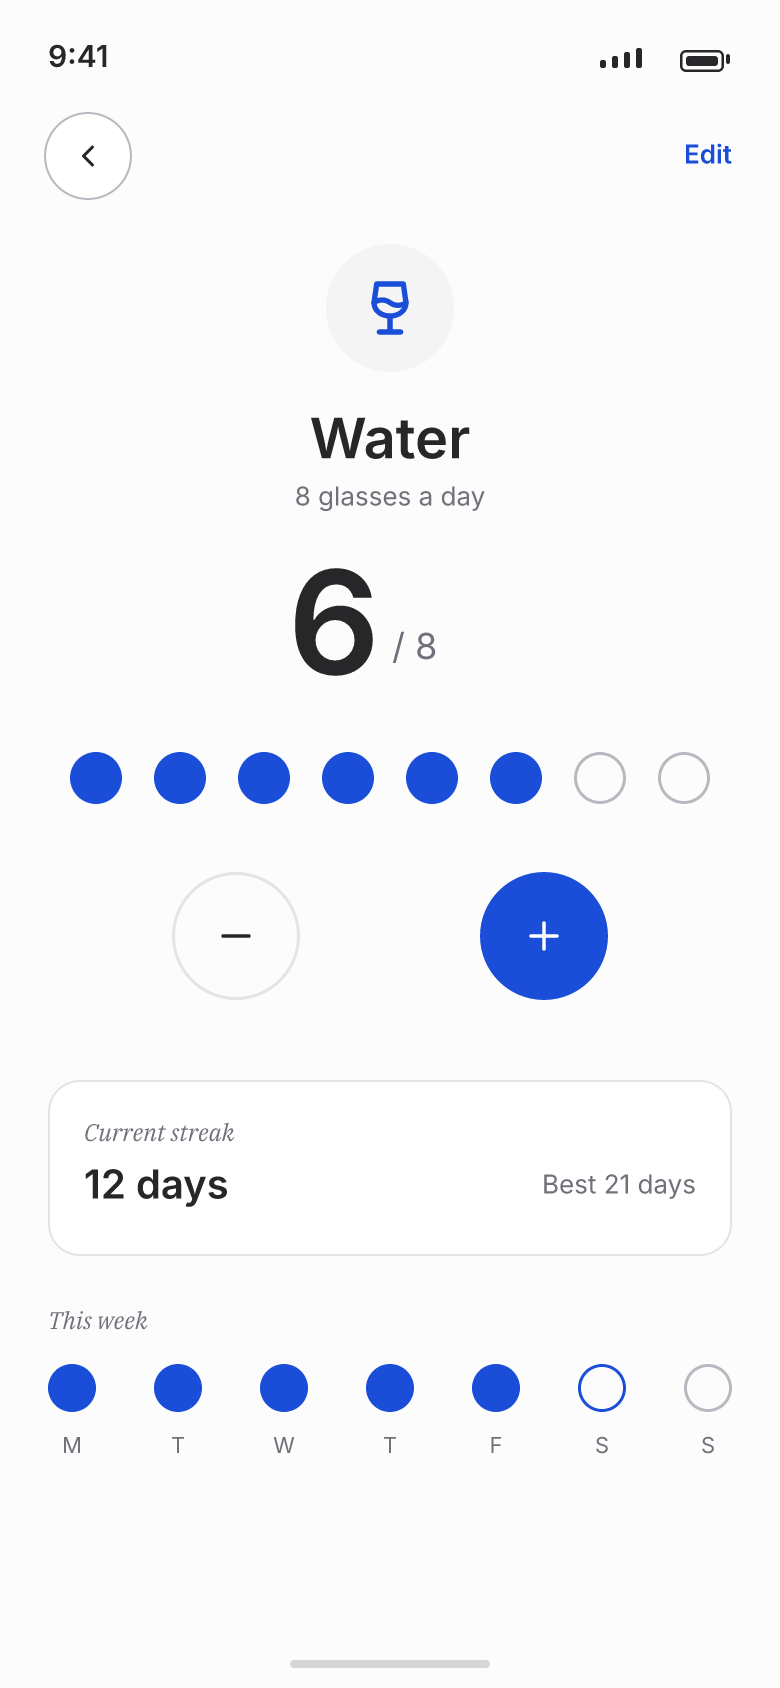 9:41
Edit
Water
8 glasses a day
6 / 8
Current streak
12 days
Best 21 days
This week
M T W T F S S